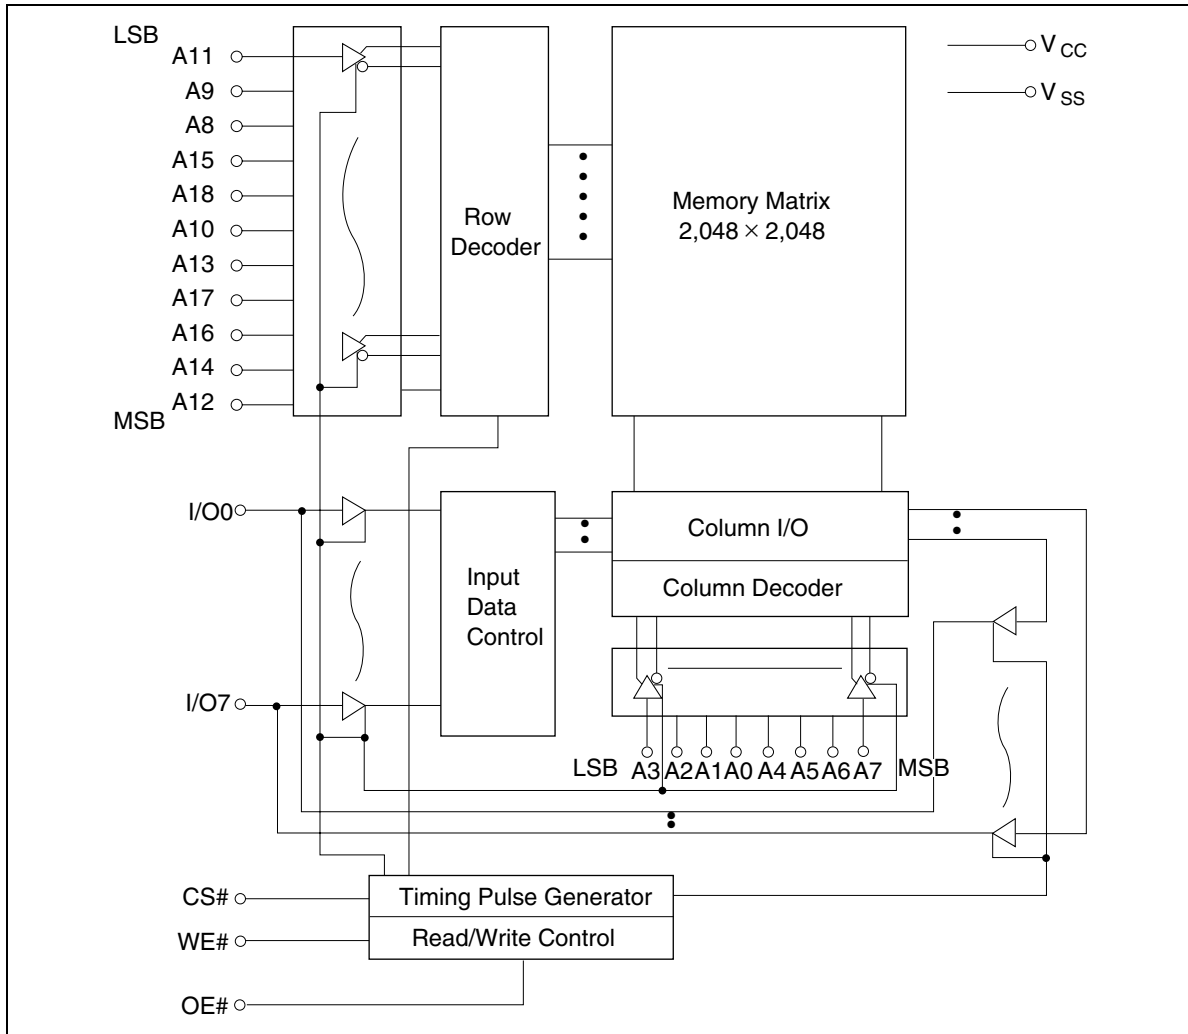 LSB
A11
A9
A8
A15
A18
A10
A13
A17
A16
A14
A12
MSB
Row
Decoder
Memory Matrix
2,048 × 2,048
V CC
V SS
I/O0
I/O7
Input
Data
Control
Column I/O
Column Decoder
LSB A3 A2 A1 A0 A4 A5 A6 A7 MSB
CS#
WE#
OE#
Timing Pulse Generator
Read/Write Control